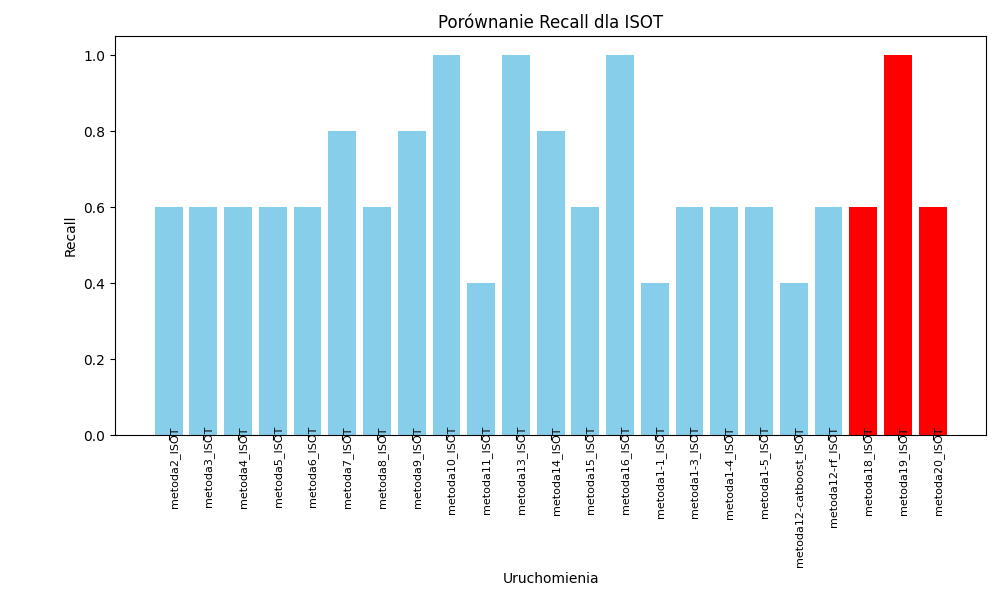 Porównanie Recall dla ISOT
1.0
0.8
0.6
0.4
0.2
0.0
Recall
metoda2_ISOT
metoda3_ISOT
metoda4_ISOT
metoda5_ISOT
metoda6_ISOT
metoda7_ISOT
metoda8_ISOT
metoda9_ISOT
metoda10_ISOT
metoda11_ISOT
metoda13_ISOT
metoda14_ISOT
metoda15_ISOT
metoda16_ISOT
metoda1-1_ISOT
metoda1-3_ISOT
metoda1-4_ISOT
metoda1-5_ISOT
metoda12-catboost_ISOT
metoda12-rf_ISOT
metoda18_ISOT
metoda19_ISOT
metoda20_ISOT
Uruchomienia